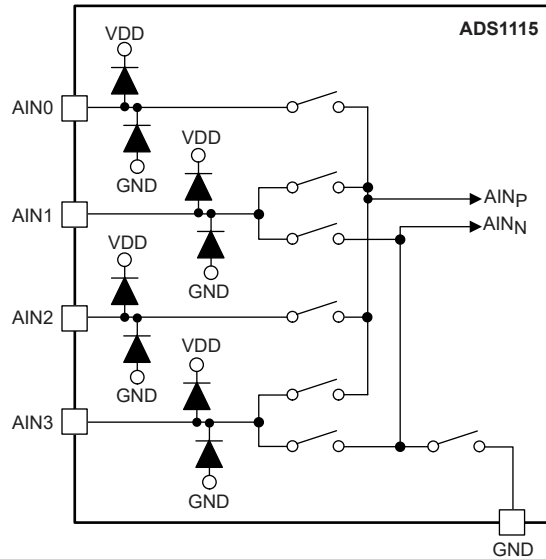 ADS1115
VDD
AIN0
GND
VDD
AIN1
GND
AINP
AINN
VDD
AIN2
GND
VDD
AIN3
GND
GND